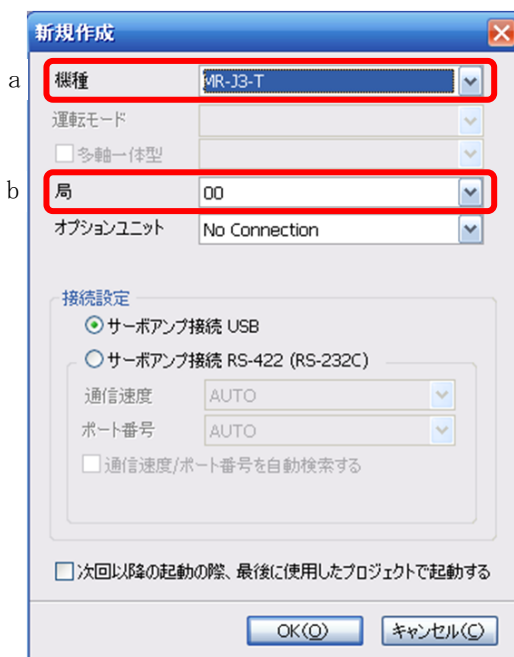 新規作成
a 機種 MR-J3-T
運転モード
多軸一体型
b 局 00
オプションユニット No Connection
接続設定
サーボアンプ接続 USB
サーボアンプ接続 RS-422 (RS-232C)
通信速度 AUTO
ポート番号 AUTO
通信速度/ポート番号を自動検索する
次回以降の起動の際、最後に使用したプロジェクトで起動する
OK(O) キャンセル(C)